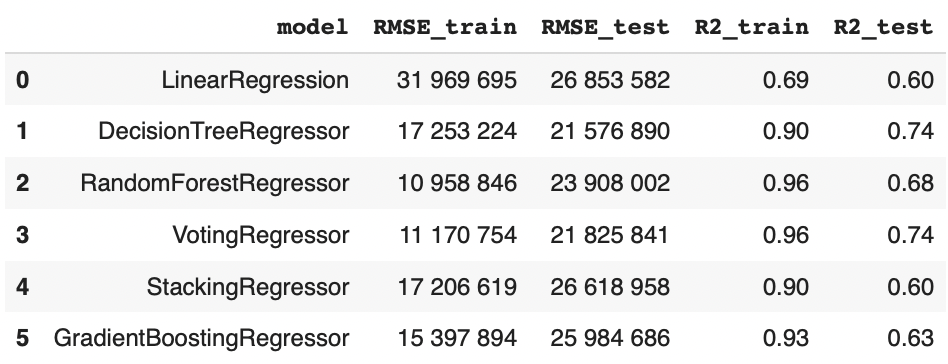 model RMSE_train RMSE_test R2_train R2_test
0 LinearRegression 31 969 695 26 853 582 0.69 0.60
1 DecisionTreeRegressor 17 253 224 21 576 890 0.90 0.74
2 RandomForestRegressor 10 958 846 23 908 002 0.96 0.68
3 VotingRegressor 11 170 754 21 825 841 0.96 0.74
4 StackingRegressor 17 206 619 26 618 958 0.90 0.60
5 GradientBoostingRegressor 15 397 894 25 984 686 0.93 0.63